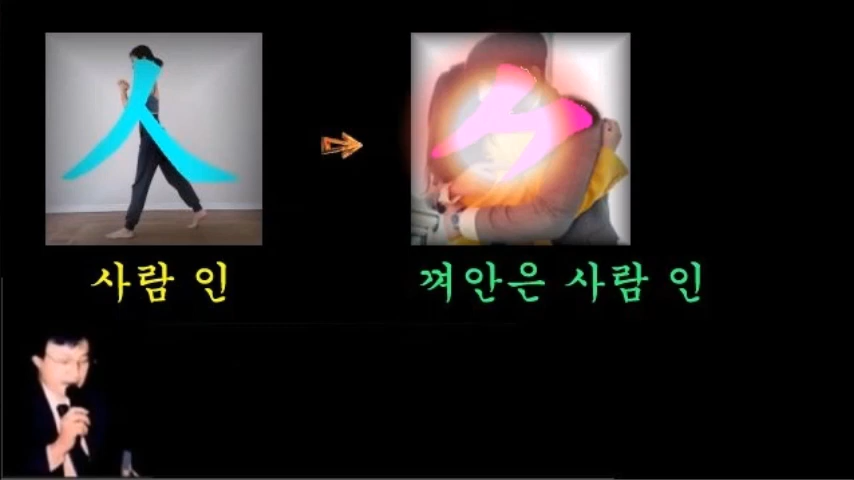 人
사람 인
껴안은 사람 인